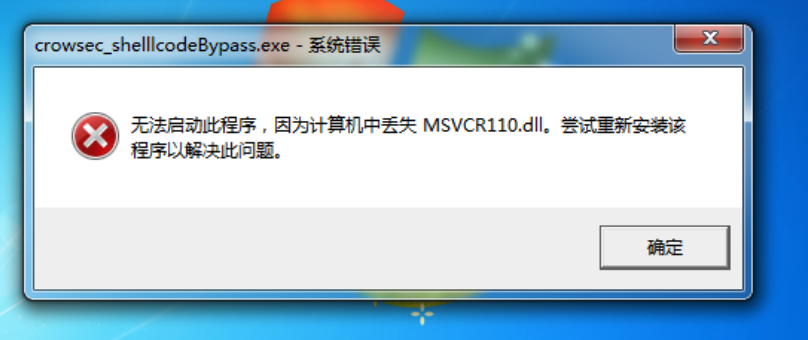 crowsec_shelllcodeBypass.exe - 系统错误
无法启动此程序，因为计算机中丢失 MSVCR110.dll。尝试重新安装该
程序以解决此问题。
确定